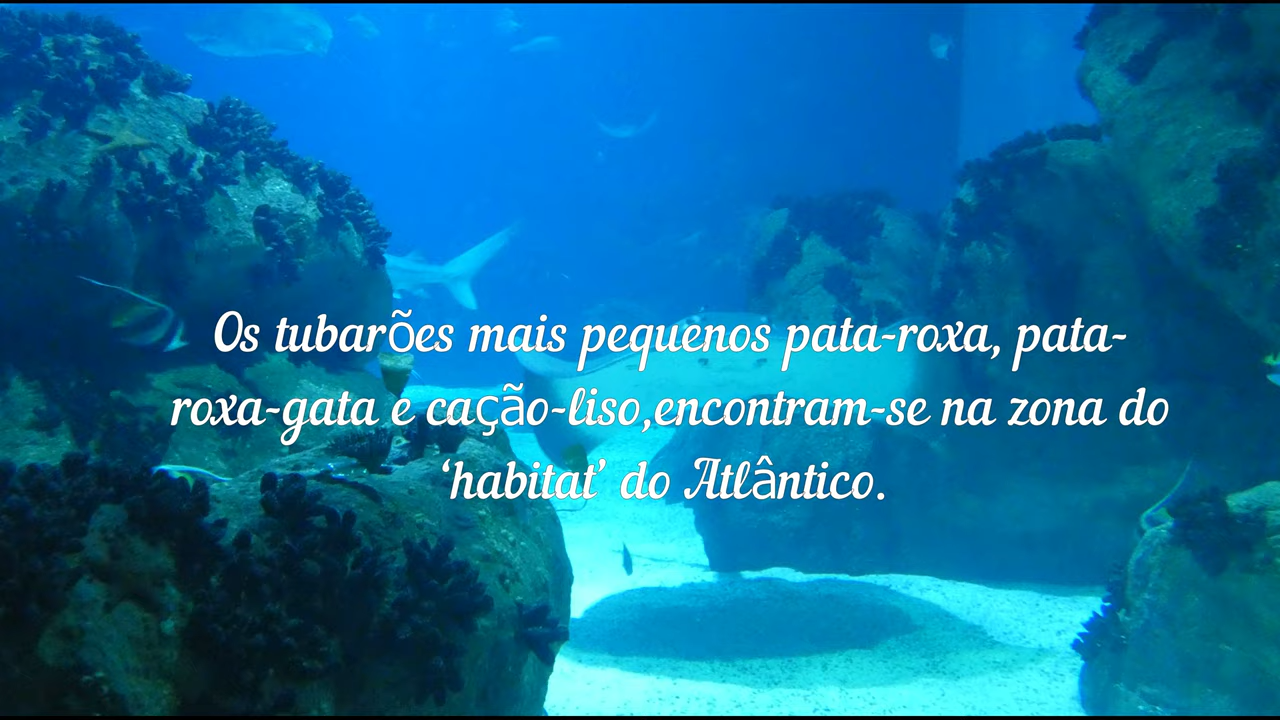 Os tubarões mais pequenos pata-roxa, pata-
roxa-gata e cação-liso,encontram-se na zona do
‘habitat’ do Atlântico.